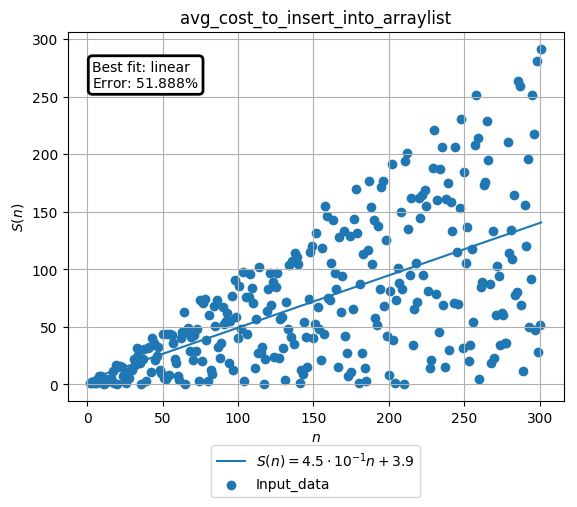 avg_cost_to_insert_into_arraylist
300
250
200
150
100
50
0
S(n)
Best fit: linear
Error: 51.888%
0 50 100 150 200 250 300
n
S(n) = 4.5 · 10⁻¹n + 3.9
Input_data